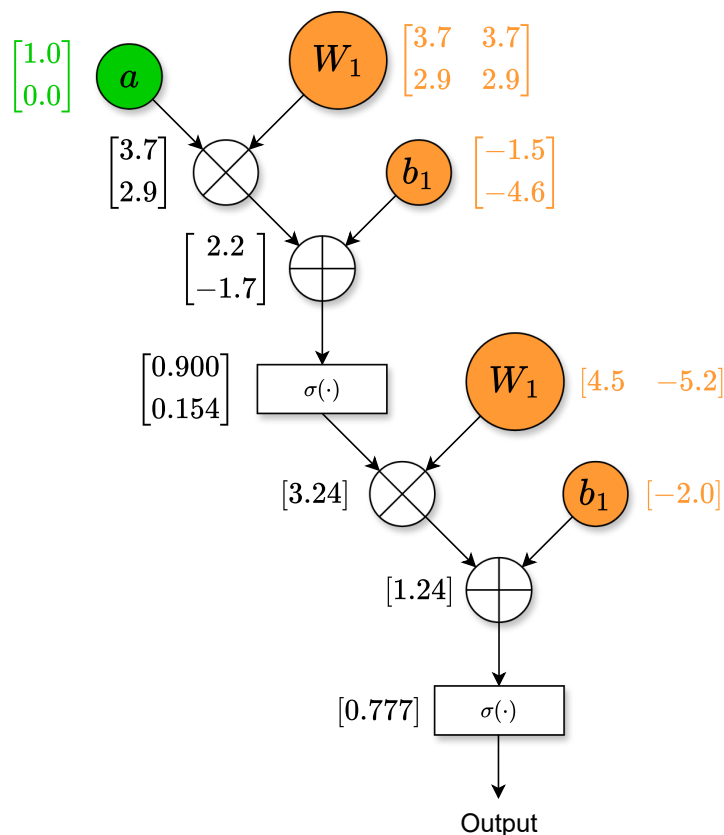 [1.0
0.0]
a
W₁
[3.7 3.7
2.9 2.9]
[3.7
2.9]
b₁
[−1.5
−4.6]
[2.2
−1.7]
[0.900
0.154]
σ(·)
W₁
[4.5 −5.2]
[3.24]
b₁
[−2.0]
[1.24]
[0.777]
σ(·)
Output